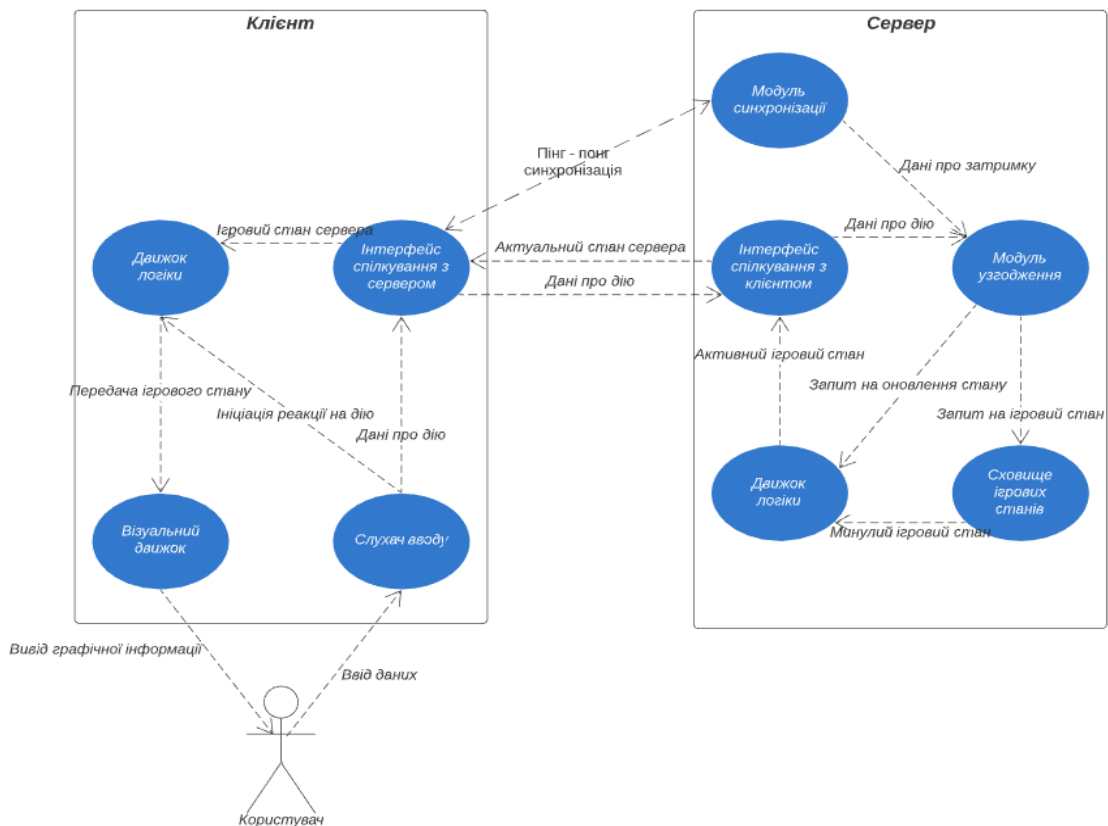 Клієнт
Сервер
Модуль
синхронізації
Пінг - понг
синхронізація
Дані про затримку
Ігровий стан сервера
Движок
логіки
Інтерфейс
спілкування з
сервером
Актуальний стан сервера
Дані про дію
Інтерфейс
спілкування з
клієнтом
Дані про дію
Модуль
узгодження
Передача ігрового стану
Ініціація реакції на дію
Дані про дію
Активний ігровий стан
Запит на оновлення стану
Запит на ігровий стан
Візуальний
движок
Слухач вводу
Движок
логіки
Сховище
ігрових
станів
Минулий ігровий стан
Вивід графічної інформації
Ввід даних
Користувач